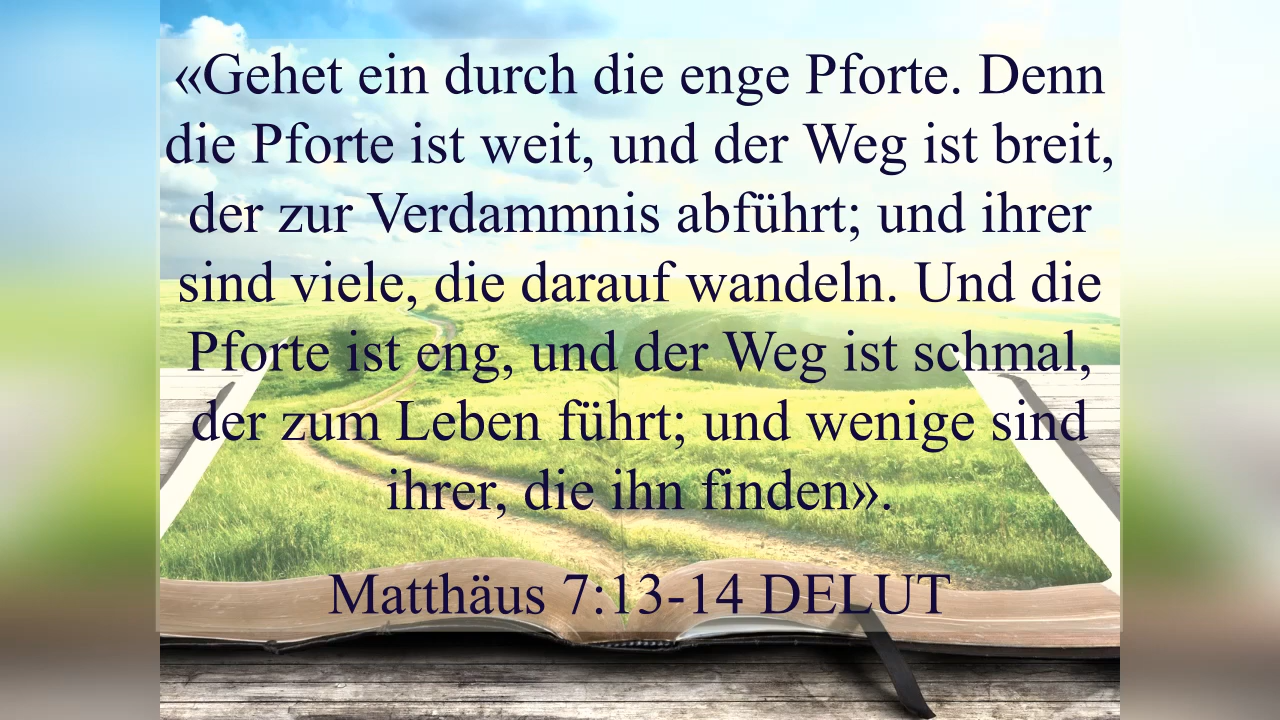 «Gehet ein durch die enge Pforte. Denn
die Pforte ist weit, und der Weg ist breit,
der zur Verdammnis abführt; und ihrer
sind viele, die darauf wandeln. Und die
Pforte ist eng, und der Weg ist schmal,
der zum Leben führt; und wenige sind
ihrer, die ihn finden».
Matthäus 7:13-14 DELUT